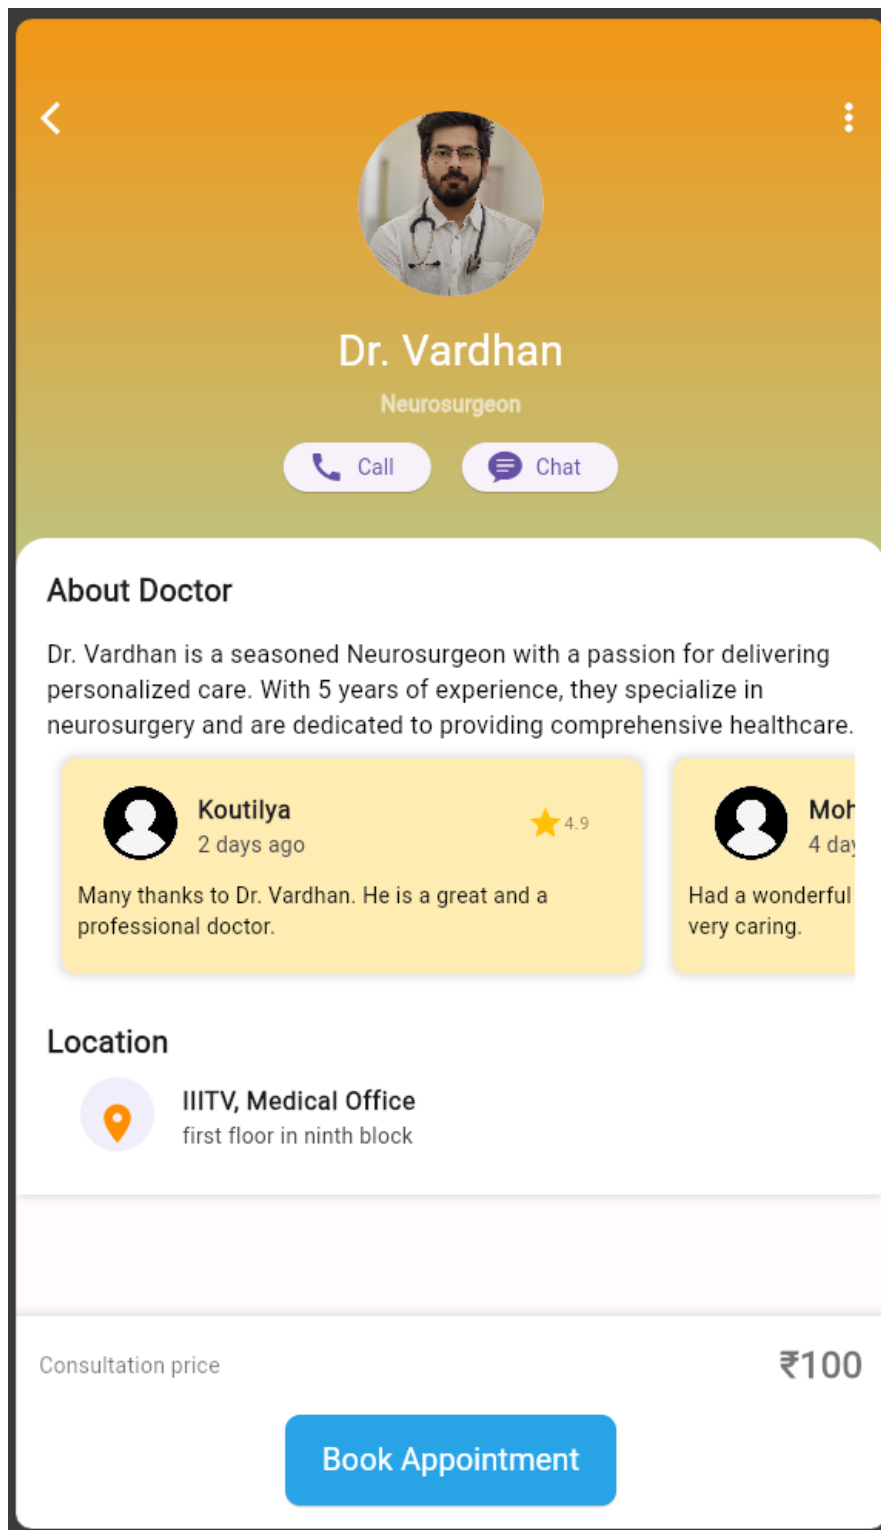 Dr. Vardhan
Neurosurgeon
Call
Chat
About Doctor
Dr. Vardhan is a seasoned Neurosurgeon with a passion for delivering
personalized care. With 5 years of experience, they specialize in
neurosurgery and are dedicated to providing comprehensive healthcare.
Koutilya
2 days ago
4.9
Many thanks to Dr. Vardhan. He is a great and a
professional doctor.
Moh
4 day
Had a wonderful
very caring.
Location
IIITV, Medical Office
first floor in ninth block
Consultation price
₹100
Book Appointment